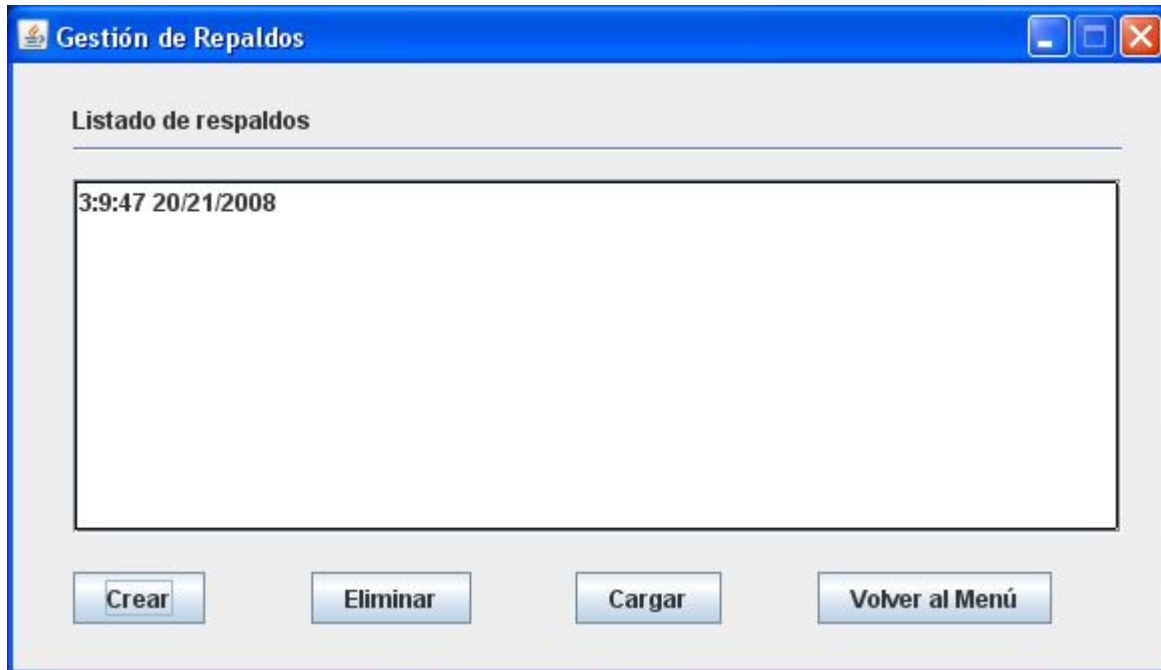 Gestión de Repaldos
Listado de respaldos
3:9:47 20/21/2008
Crear Eliminar Cargar Volver al Menú